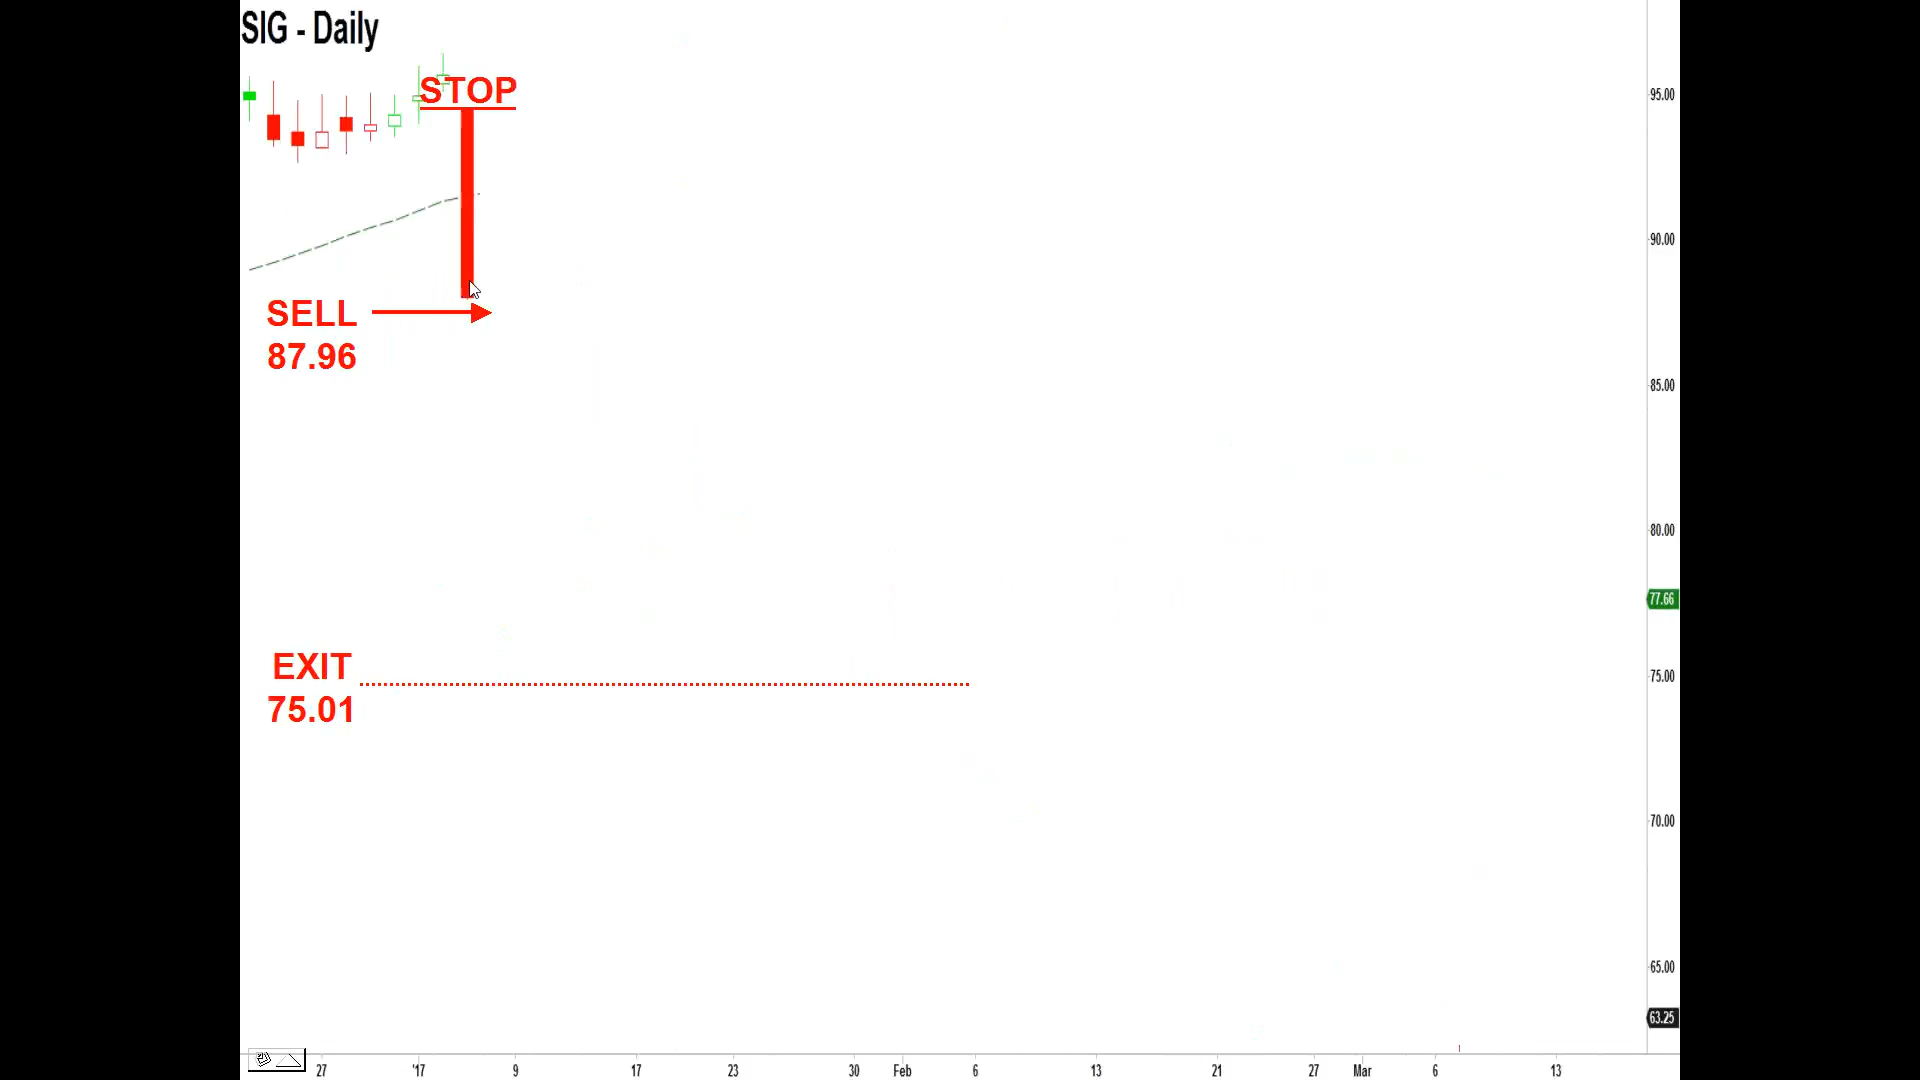 SIG - Daily
STOP
SELL
87.96
EXIT
75.01
95.00
90.00
85.00
80.00
77.66
75.00
70.00
65.00
63.25
27 '17 9 17 23 30 Feb 6 13 21 27 Mar 6 13